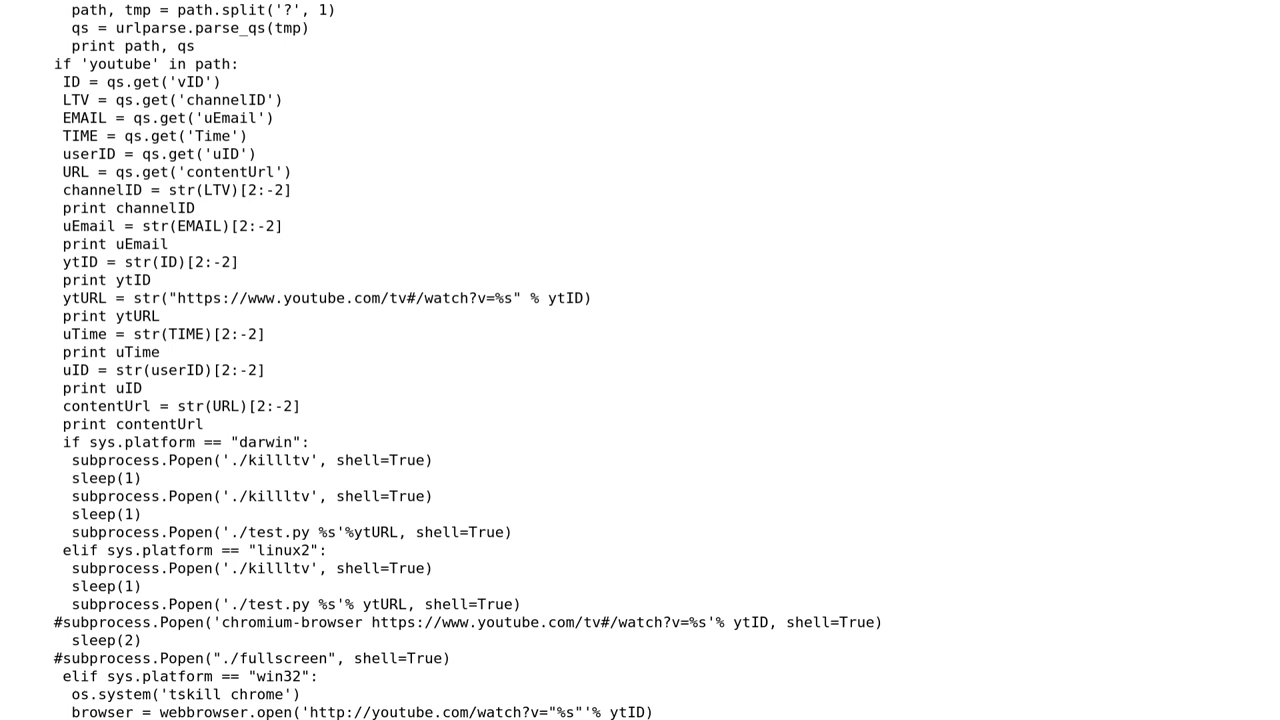 path, tmp = path.split('?', 1)
qs = urlparse.parse_qs(tmp)
print path, qs
if 'youtube' in path:
ID = qs.get('vID')
LTV = qs.get('channelID')
EMAIL = qs.get('uEmail')
TIME = qs.get('Time')
userID = qs.get('uID')
URL = qs.get('contentUrl')
channelID = str(LTV)[2:-2]
print channelID
uEmail = str(EMAIL)[2:-2]
print uEmail
ytID = str(ID)[2:-2]
print ytID
ytURL = str("https://www.youtube.com/tv#/watch?v=%s" % ytID)
print ytURL
uTime = str(TIME)[2:-2]
print uTime
uID = str(userID)[2:-2]
print uID
contentUrl = str(URL)[2:-2]
print contentUrl
if sys.platform == "darwin":
subprocess.Popen('./killltv', shell=True)
sleep(1)
subprocess.Popen('./killltv', shell=True)
sleep(1)
subprocess.Popen('./test.py %s'%ytURL, shell=True)
elif sys.platform == "linux2":
subprocess.Popen('./killltv', shell=True)
sleep(1)
subprocess.Popen('./test.py %s'% ytURL, shell=True)
#subprocess.Popen('chromium-browser https://www.youtube.com/tv#/watch?v=%s'% ytID, shell=True)
sleep(2)
#subprocess.Popen("./fullscreen", shell=True)
elif sys.platform == "win32":
os.system('tskill chrome')
browser = webbrowser.open('http://youtube.com/watch?v="%s"'% ytID)